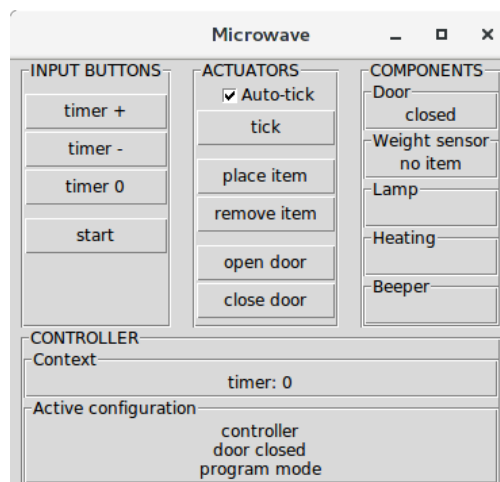 Microwave
INPUT BUTTONS
timer +
timer -
timer 0
start
ACTUATORS
Auto-tick
tick
place item
remove item
open door
close door
COMPONENTS
Door
closed
Weight sensor
no item
Lamp
Heating
Beeper
CONTROLLER
Context
timer: 0
Active configuration
controller
door closed
program mode